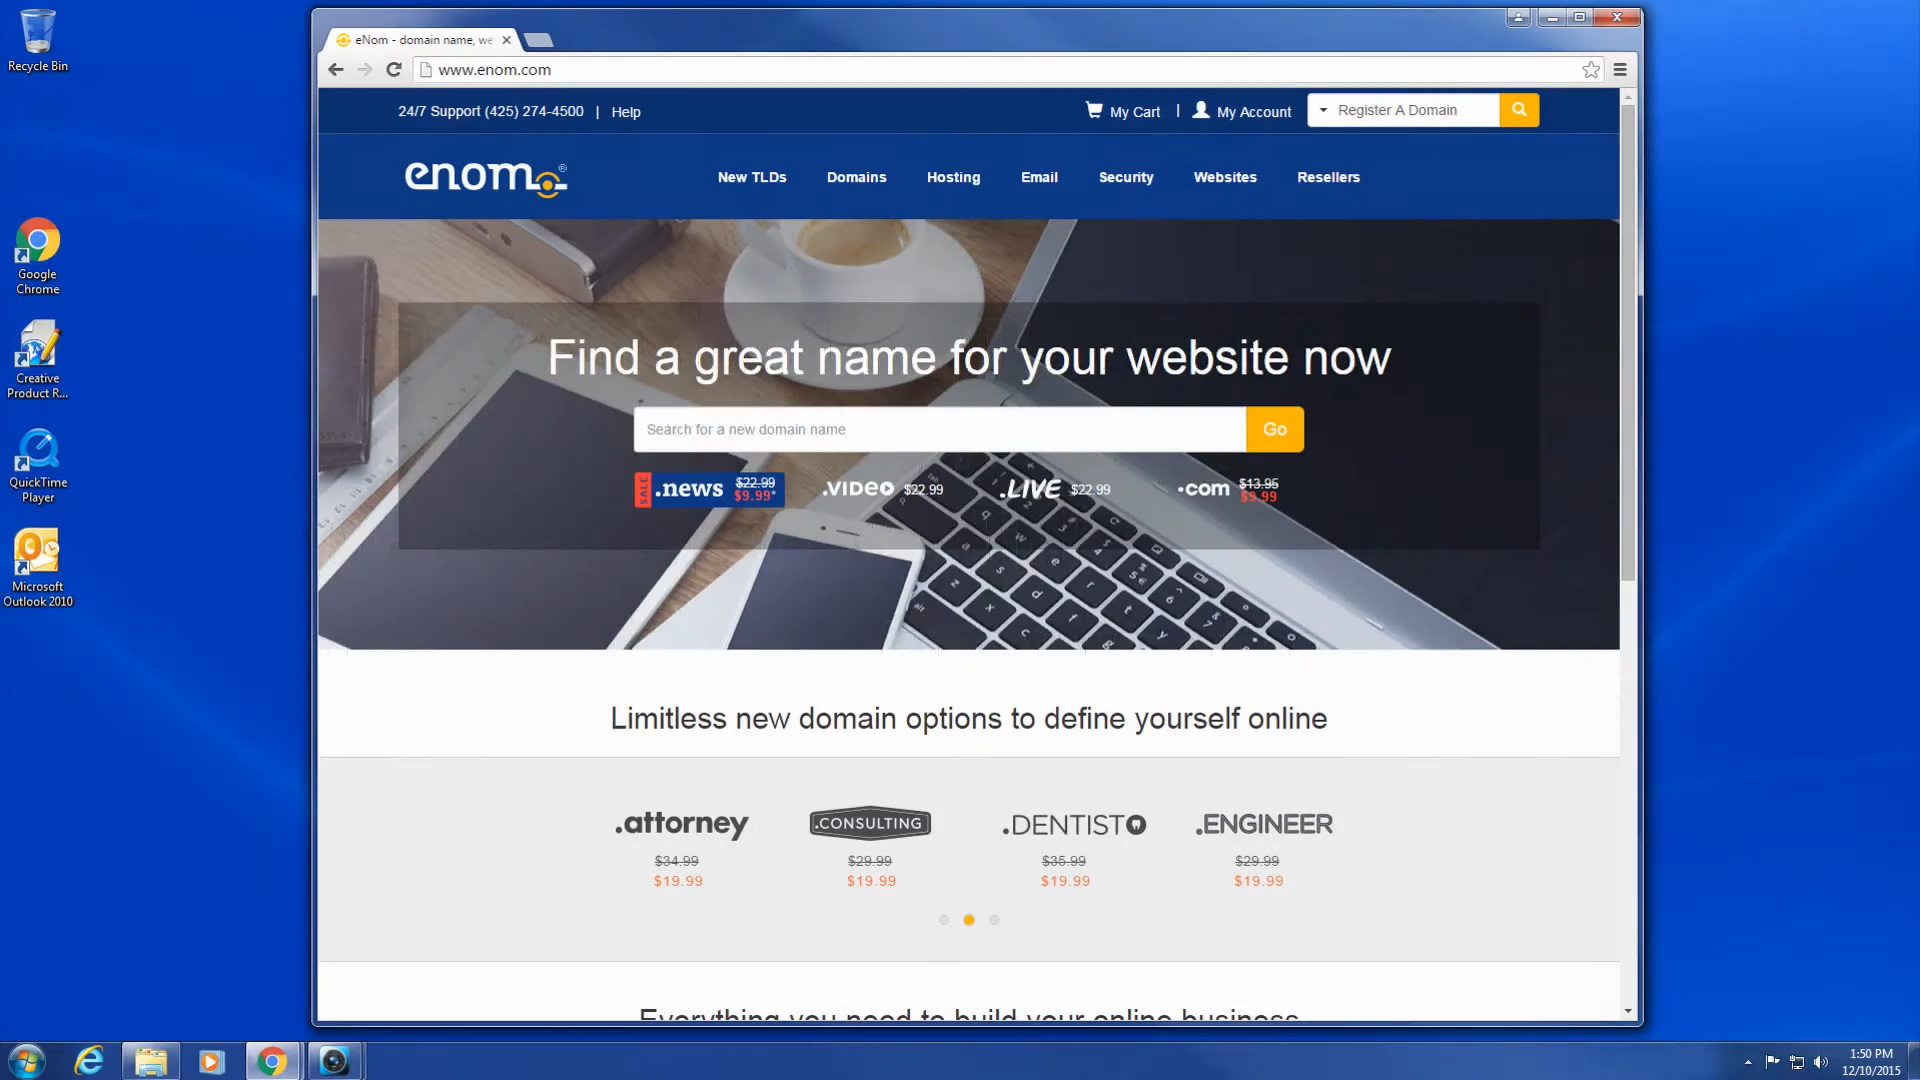 Recycle Bin
Google
Chrome
Creative
Product R...
QuickTime
Player
Microsoft
Outlook 2010
eNom - domain name, we
www.enom.com
24/7 Support (425) 274-4500 | Help
My Cart | My Account
Register A Domain
enom
New TLDs Domains Hosting Email Security Websites Resellers
Find a great name for your website now
Search for a new domain name
Go
SALE .news $22.99 $9.99*
.VIDEO $22.99
.LIVE $22.99
.com $13.95 $9.99
Limitless new domain options to define yourself online
.attorney .CONSULTING .DENTIST .ENGINEER
$34.99 $29.99 $35.99 $29.99
$19.99 $19.99 $19.99 $19.99
Everything you need to build your online business
1:50 PM
12/10/2015